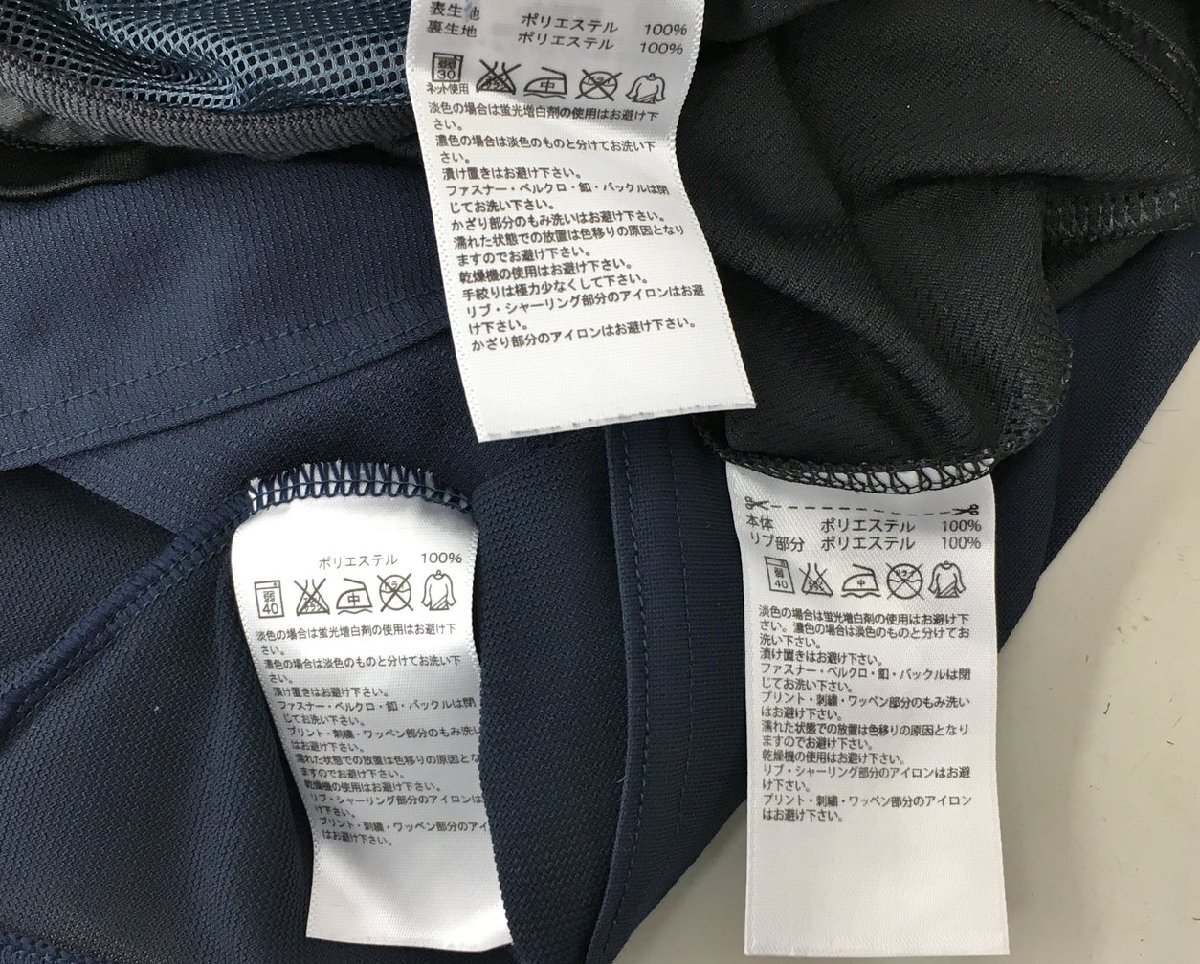 表生地 ポリエステル 100%
裏生地 ポリエステル 100%
弱
30
中
ネット使用
淡色の場合は蛍光増白剤の使用はお避け下
さい。
濃色の場合は淡色のものと分けてお洗い下
さい。
漬け置きはお避け下さい。
ファスナー・ベルクロ・釦・バックルは閉
じてお洗い下さい。
かざり部分のもみ洗いはお避け下さい。
濡れた状態での放置は色移りの原因となり
ますのでお避け下さい。
乾燥機の使用はお避け下さい。
手絞りは極力少なくして下さい。
リブ・シャーリング部分のアイロンはお避
け下さい。
かざり部分のアイロンはお避け下さい。
ポリエステル 100%
弱
40
中
淡色の場合は蛍光増白剤の使用はお避け下
さい。
濃色の場合は淡色のものと分けてお洗い下
さい。
漬け置きはお避け下さい。
ファスナー・ベルクロ・釦・バックルは閉
じてお洗い下さい。
プリント・刺繍・ワッペン部分のもみ洗い
はお避け下さい。
濡れた状態での放置は色移りの原因とな
ますのでお避け下さい。
乾燥機の使用はお避け下さい。
リブ・シャーリング部分のアイロンは
け下さい。
プリント・刺繍・ワッペン部分のアイロ
はお避け下さい。
本体 ポリエステル 100%
リブ部分 ポリエステル 100%
弱
40
中
淡色の場合は蛍光増白剤の使用はお避け下
さい。濃色の場合は淡色のものと分けてお
洗い下さい。
漬け置きはお避け下さい。
ファスナー・ベルクロ・釦・バックルは閉
じてお洗い下さい。
プリント・刺繍・ワッペン部分のもみ洗い
はお避け下さい。
濡れた状態での放置は色移りの原因となり
ますのでお避け下さい。
乾燥機の使用はお避け下さい。
リブ・シャーリング部分のアイロンはお避
け下さい。
プリント・刺繍・ワッペン部分のアイロン
はお避け下さい。